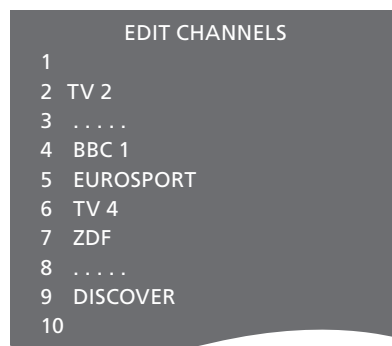 EDIT CHANNELS
1
2 TV 2
3 . . . . .
4 BBC 1
5 EUROSPORT
6 TV 4
7 ZDF
8 . . . . .
9 DISCOVER
10